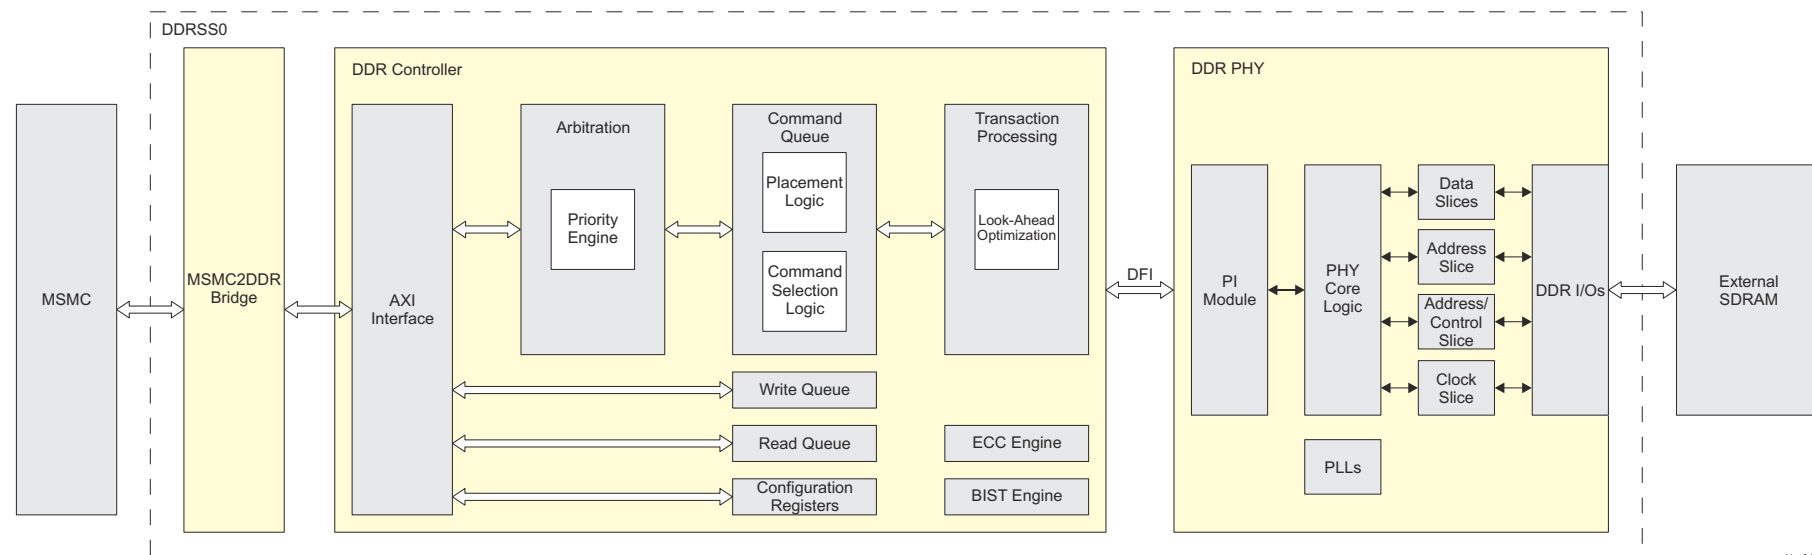 DDRSS0
DDR Controller
DDR PHY
MSMC
MSMC2DDR
Bridge
AXI
Interface
Arbitration
Priority
Engine
Command
Queue
Placement
Logic
Command
Selection
Logic
Transaction
Processing
Look-Ahead
Optimization
Write Queue
Read Queue
Configuration
Registers
ECC Engine
BIST Engine
DFI
PI
Module
PHY
Core
Logic
Data
Slices
Address
Slice
Address/
Control
Slice
Clock
Slice
PLLs
DDR I/Os
External
SDRAM